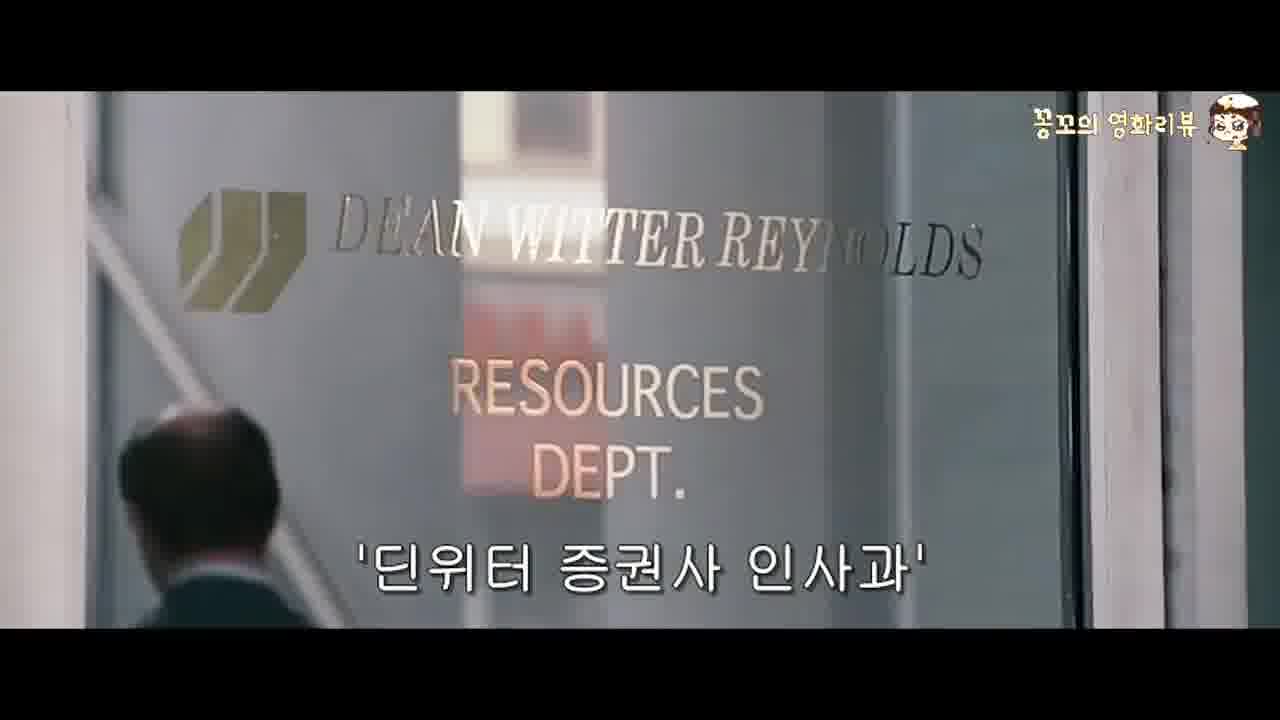 꽁꼬의 영화리뷰
DEAN WITTER REYNOLDS
RESOURCES
DEPT.
'딘위터 증권사 인사과'